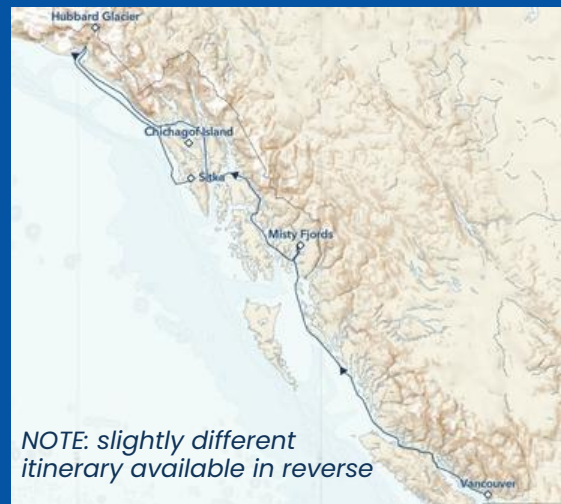 Hubbard Glacier
Chichagof Island
Sitka
Misty Fjords
NOTE: slightly different
itinerary available in reverse
Vancouver